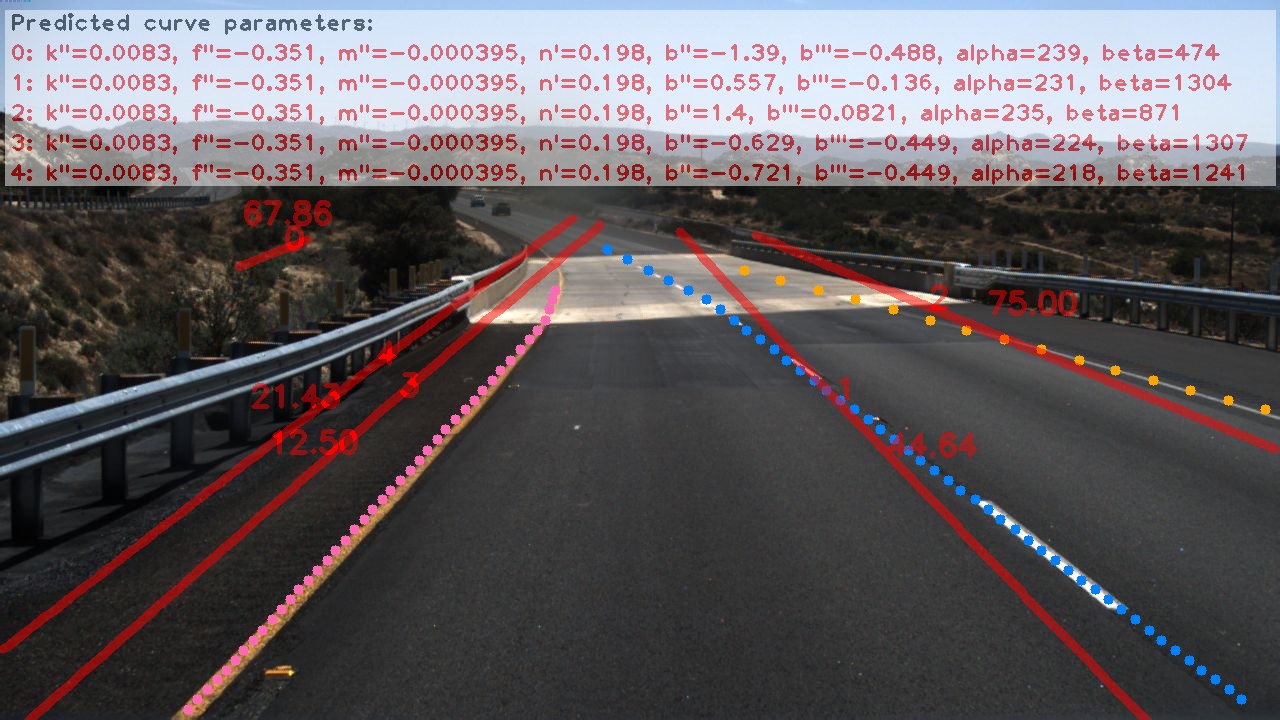 Predicted curve parameters:
0: k''=0.0083, f''=-0.351, m''=-0.000395, n'=0.198, b''=-1.39, b'''=-0.488, alpha=239, beta=474
1: k''=0.0083, f''=-0.351, m''=-0.000395, n'=0.198, b''=0.557, b'''=-0.136, alpha=231, beta=1304
2: k''=0.0083, f''=-0.351, m''=-0.000395, n'=0.198, b''=1.4, b'''=0.0821, alpha=235, beta=871
3: k''=0.0083, f''=-0.351, m''=-0.000395, n'=0.198, b''=-0.629, b'''=-0.449, alpha=224, beta=1307
4: k''=0.0083, f''=-0.351, m''=-0.000395, n'=0.198, b''=-0.721, b'''=-0.449, alpha=218, beta=1241
67.86
0
2 75.00
4
3
1
21.43
12.50